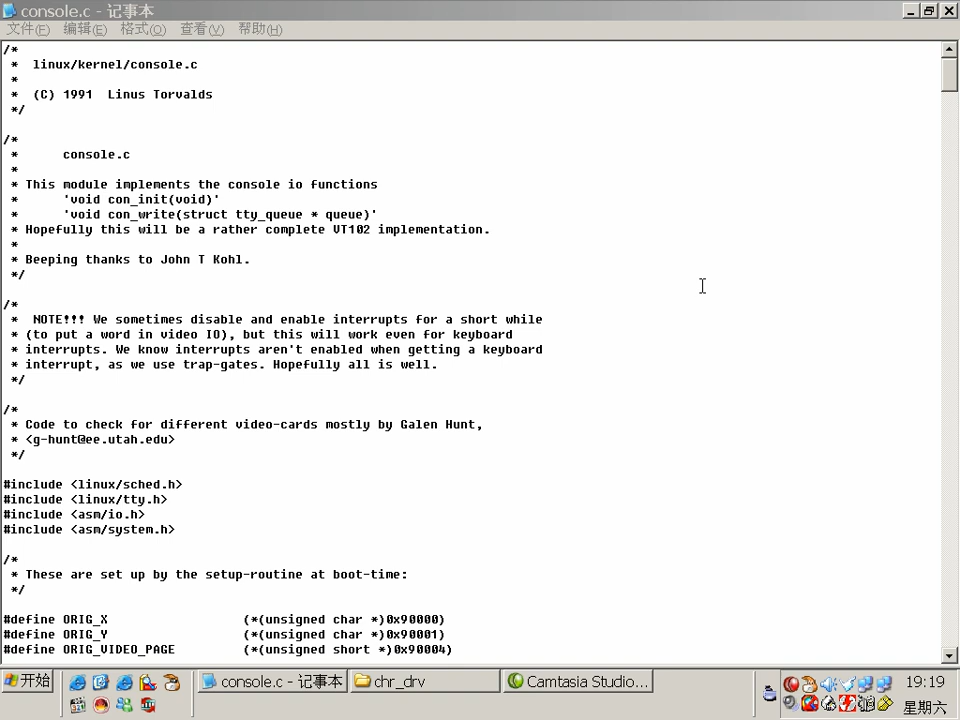 console.c - 记事本
文件(F) 编辑(E) 格式(O) 查看(V) 帮助(H)
/*
 *  linux/kernel/console.c
 *
 *  (C) 1991  Linus Torvalds
 */
/*
 *      console.c
 *
 * This module implements the console io functions
 *      'void con_init(void)'
 *      'void con_write(struct tty_queue * queue)'
 * Hopefully this will be a rather complete VT102 implementation.
 *
 * Beeping thanks to John T Kohl.
 */
/*
 *  NOTE!!! We sometimes disable and enable interrupts for a short while
 * (to put a word in video IO), but this will work even for keyboard
 * interrupts. We know interrupts aren't enabled when getting a keyboard
 * interrupt, as we use trap-gates. Hopefully all is well.
 */
/*
 * Code to check for different video-cards mostly by Galen Hunt,
 * <g-hunt@ee.utah.edu>
 */
#include <linux/sched.h>
#include <linux/tty.h>
#include <asm/io.h>
#include <asm/system.h>
/*
 * These are set up by the setup-routine at boot-time:
 */
#define ORIG_X                  (*(unsigned char *)0x90000)
#define ORIG_Y                  (*(unsigned char *)0x90001)
#define ORIG_VIDEO_PAGE         (*(unsigned short *)0x90004)
开始 console.c - 记事本 chr_drv Camtasia Studio... 19:19
星期六